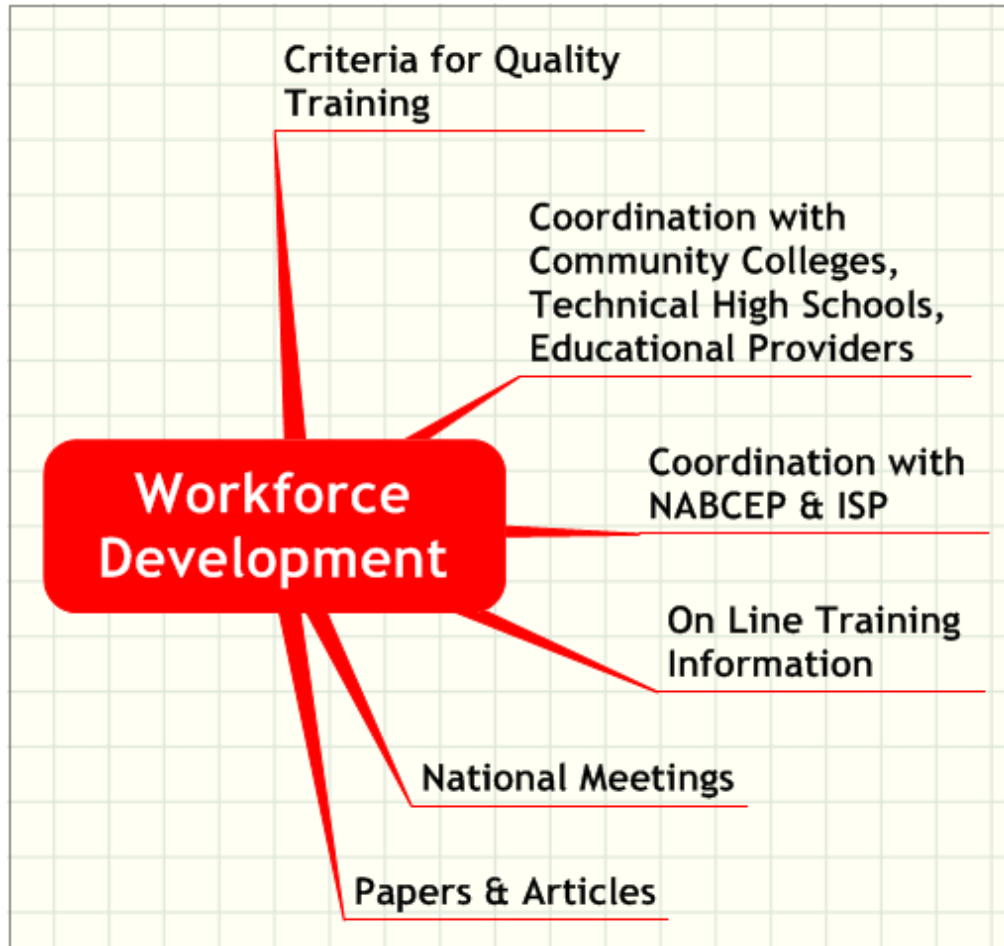 Criteria for Quality
Training
Coordination with
Community Colleges,
Technical High Schools,
Educational Providers
Workforce
Development
Coordination with
NABCEP & ISP
On Line Training
Information
National Meetings
Papers & Articles